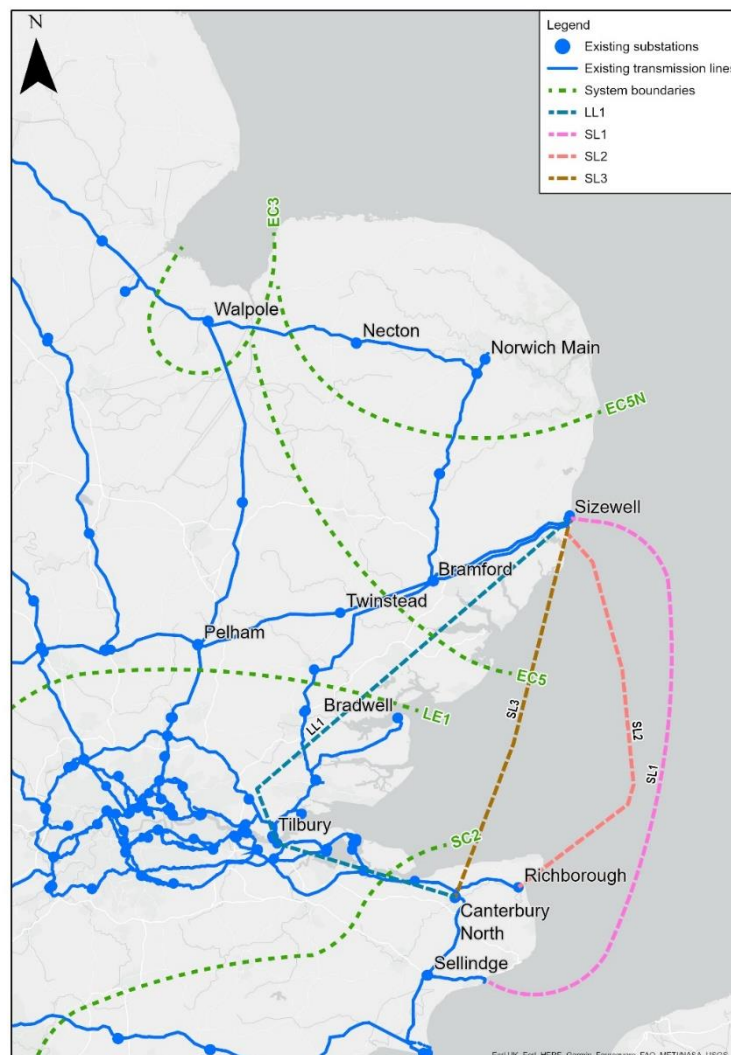 N
Legend
Existing substations
Existing transmission lines
System boundaries
LL1
SL1
SL2
SL3
EC3
Walpole
Necton
Norwich Main
EC5N
Sizewell
Bramford
Twinstead
Pelham
EC5
Bradwell
LE1
LL1
SL3
SL2
SL1
Tilbury
SC2
Richborough
Canterbury
North
Sellindge